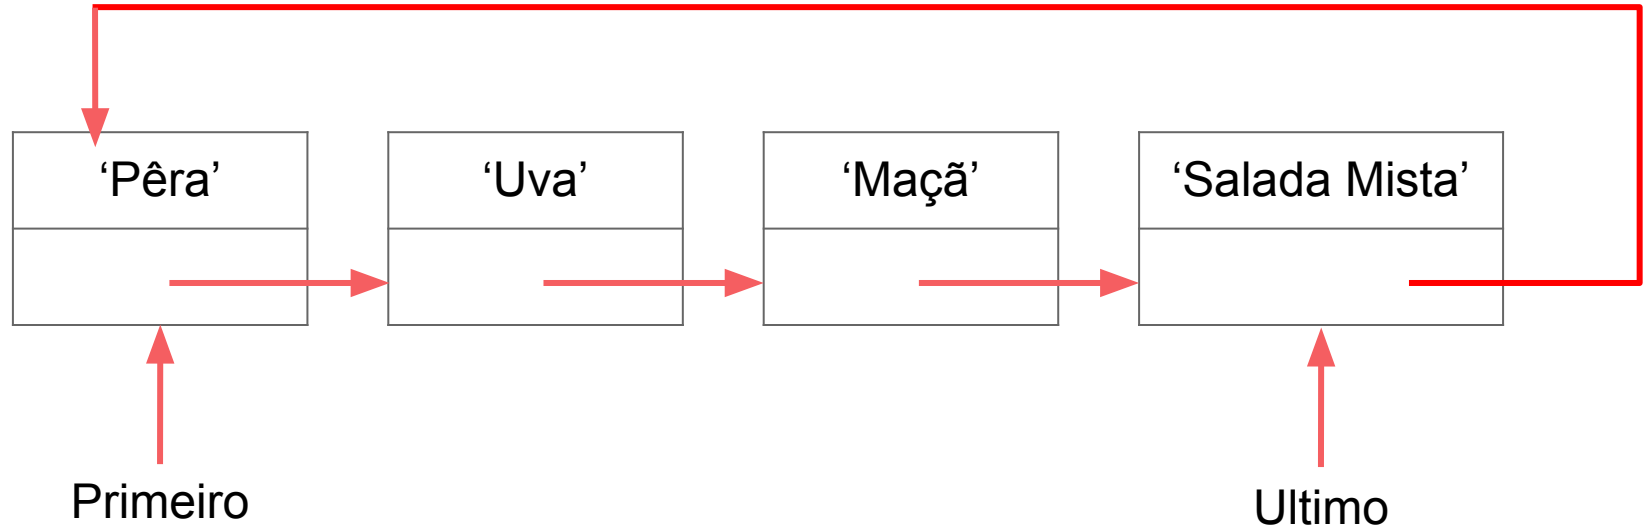 ‘Pêra’
‘Uva’
‘Maçã’
‘Salada Mista’
Primeiro
Ultimo